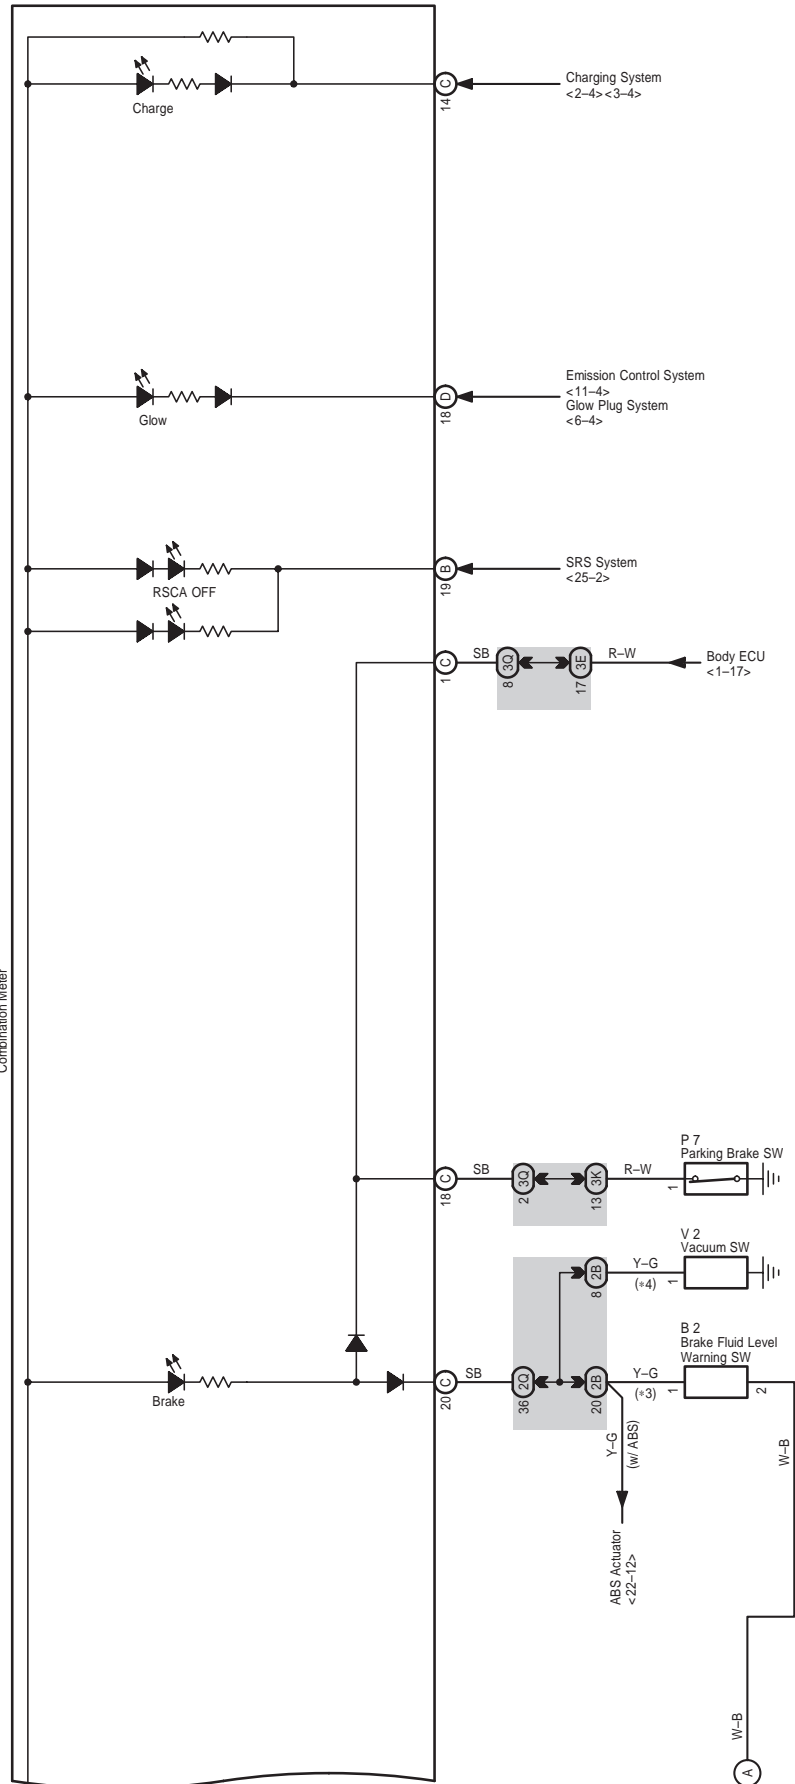 Charge
C
14
Charging System
<2–4><3–4>
Glow
D
18
Emission Control System
<11–4>
Glow Plug System
<6–4>
RSCA OFF
B
19
SRS System
<25–2>
C
1
SB
3Q
8
3E
17
R–W
Body ECU
<1–17>
Combination Meter
C
18
SB
3Q
2
3K
13
R–W
1
P 7
Parking Brake SW
2B
8
Y–G
(*4)
1
V 2
Vacuum SW
Brake
C
20
SB
2Q
36
2B
20
Y–G
(*3)
1
B 2
Brake Fluid Level
Warning SW
2
Y–G
(w/ ABS)
ABS Actuator
<22–12>
W–B
W–B
A